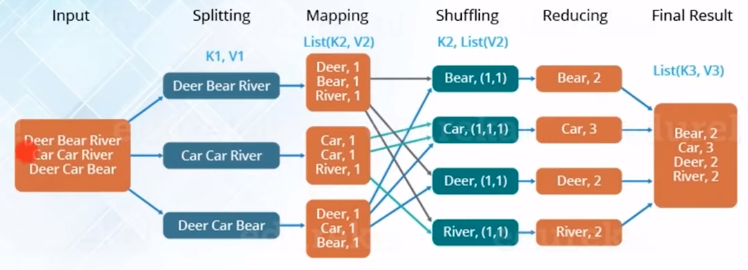 Input
Splitting
Mapping
Shuffling
Reducing
Final Result
K1, V1
List(K2, V2)
K2, List(V2)
List(K3, V3)
Deer Bear River
Car Car River
Deer Car Bear
Deer Bear River
Car Car River
Deer Car Bear
Deer, 1
Bear, 1
River, 1
Car, 1
Car, 1
River, 1
Deer, 1
Car, 1
Bear, 1
Bear, (1,1)
Car, (1,1,1)
Deer, (1,1)
River, (1,1)
Bear, 2
Car, 3
Deer, 2
River, 2
Bear, 2
Car, 3
Deer, 2
River, 2